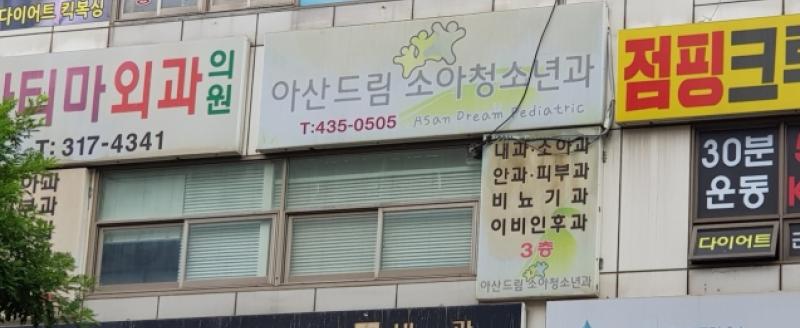 다이어트 킥복싱
티마외과의원
T: 317-4341
아산드림 소아청소년과
T:435-0505 Asan Dream Pediatric
점핑크
내과·소아과
안과·피부과
비뇨기과
이비인후과
3층
아산드림 소아청소년과
30분
운동
다이어트